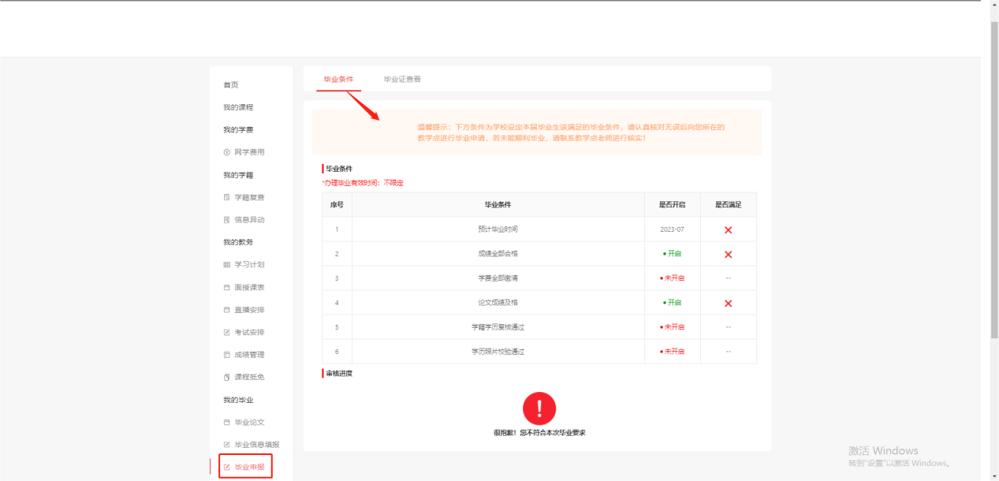 首页
我的课程
我的学费
网学费用
我的学籍
学籍复查
信息异动
我的教务
学习计划
面授课表
直播安排
考试安排
成绩管理
课程抵免
我的毕业
毕业论文
毕业信息填报
毕业申报
毕业条件 毕业证查看
温馨提示：下方条件为学校设定本届毕业生该满足的毕业条件，请认真核对无误后向您所在的
教学点进行毕业申请，若未能顺利毕业，请联系教学点老师进行核实！
毕业条件
*办理毕业有效时间：不限定
序号 毕业条件 是否开启 是否满足
1 预计毕业时间 2023-07
2 成绩全部合格 开启
3 学费全部缴清 未开启 --
4 论文成绩及格 开启
5 学籍学历复核通过 未开启 --
6 学历照片校验通过 未开启 --
审核进度
很抱歉！您不符合本次毕业要求
激活 Windows
转到"设置"以激活 Windows。